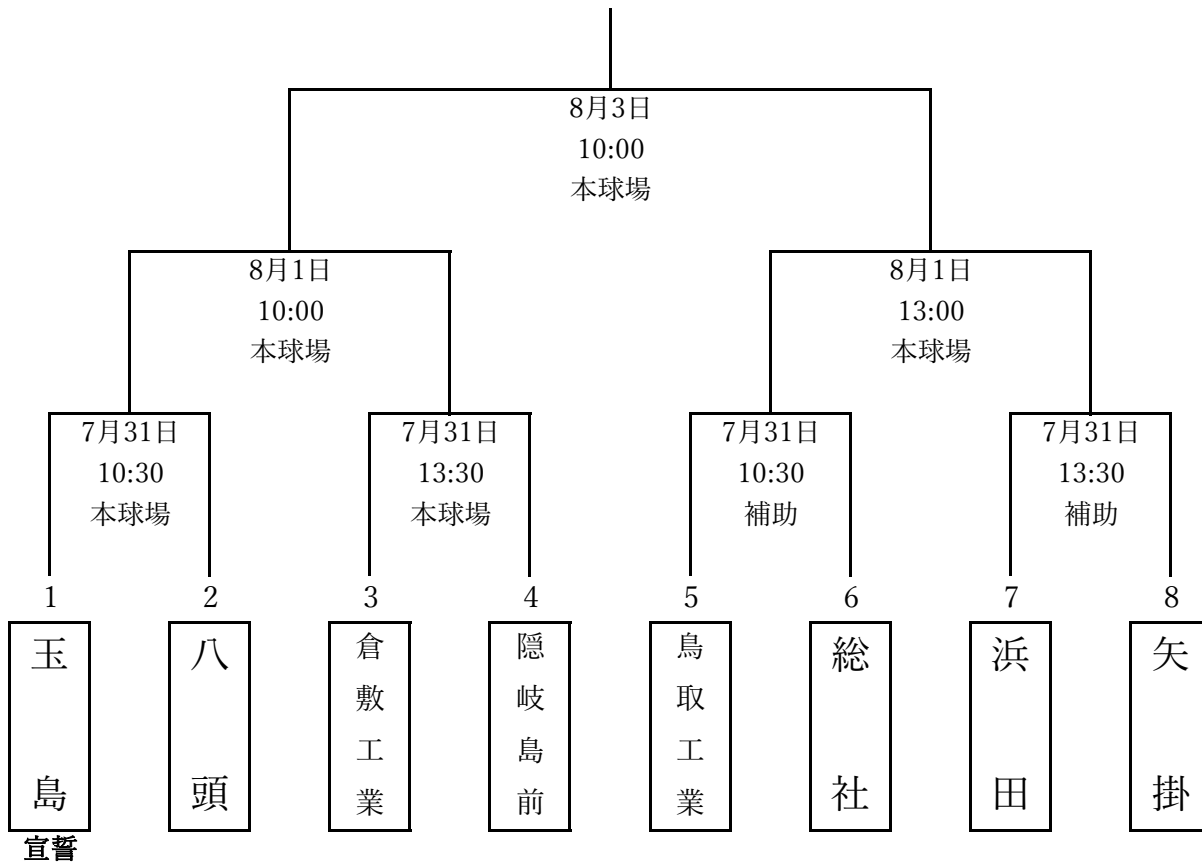 8月3日
10:00
本球場
8月1日
10:00
本球場
8月1日
13:00
本球場
7月31日
10:30
本球場
7月31日
13:30
本球場
7月31日
10:30
補助
7月31日
13:30
補助
1
2
3
4
5
6
7
8
玉島
八頭
倉敷工業
隠岐島前
鳥取工業
総社
浜田
矢掛
宣誓